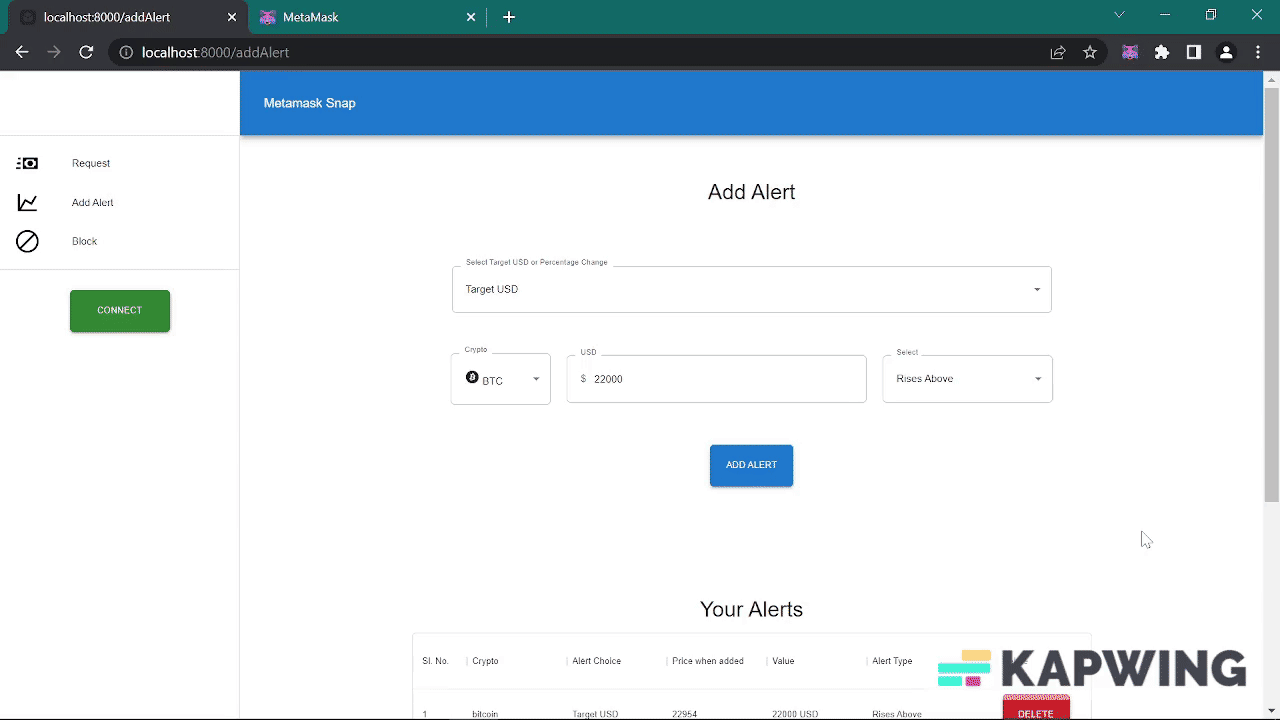 localhost:8000/addAlert
MetaMask
localhost:8000/addAlert
Metamask Snap
Request
Add Alert
Block
CONNECT
Add Alert
Select Target USD or Percentage Change
Target USD
Crypto
BTC
USD
$ 22000
Select
Rises Above
ADD ALERT
Your Alerts
Sl. No. Crypto Alert Choice Price when added Value Alert Type
1 bitcoin Target USD 22954 22000 USD Rises Above DELETE
KAPWING